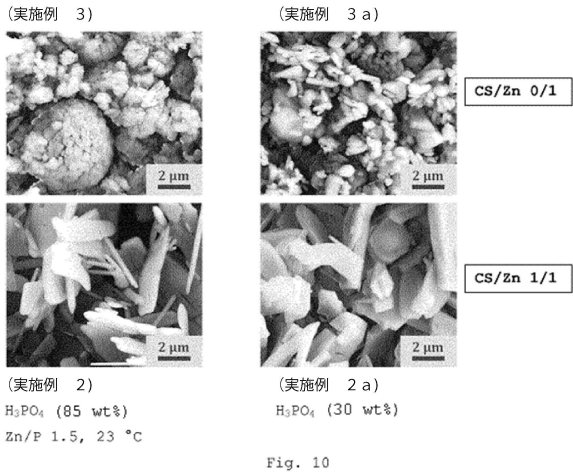 (実施例 3)
(実施例 3a)
CS/Zn 0/1
2 μm
2 μm
CS/Zn 1/1
2 μm
2 μm
(実施例 2)
(実施例 2a)
H₃PO₄ (85 wt%)
H₃PO₄ (30 wt%)
Zn/P 1.5, 23 °C
Fig. 10